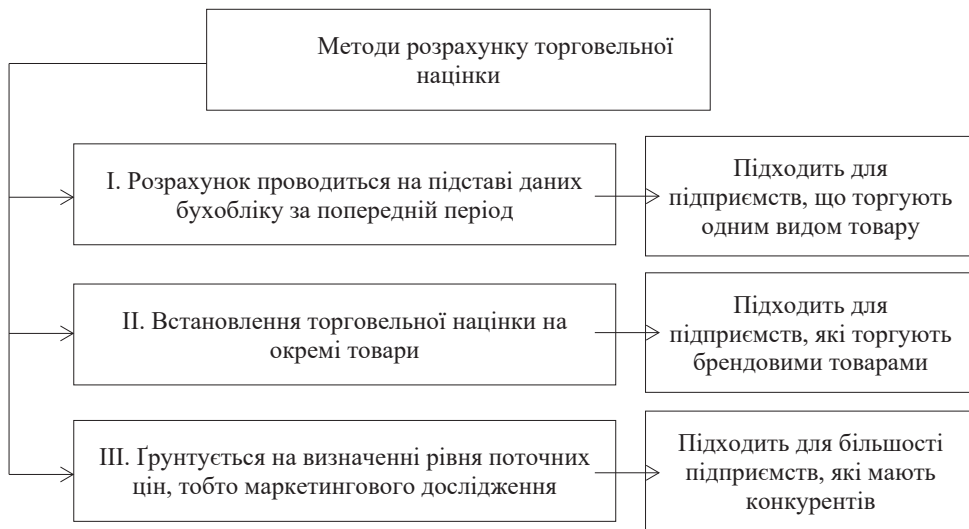 Методи розрахунку торговельної
націнки
І. Розрахунок проводиться на підставі даних
бухобліку за попередній період
Підходить для
підприємств, що торгують
одним видом товару
ІІ. Встановлення торговельної націнки на
окремі товари
Підходить для
підприємств, які торгують
брендовими товарами
ІІІ. Ґрунтується на визначенні рівня поточних
цін, тобто маркетингового дослідження
Підходить для більшості
підприємств, які мають
конкурентів